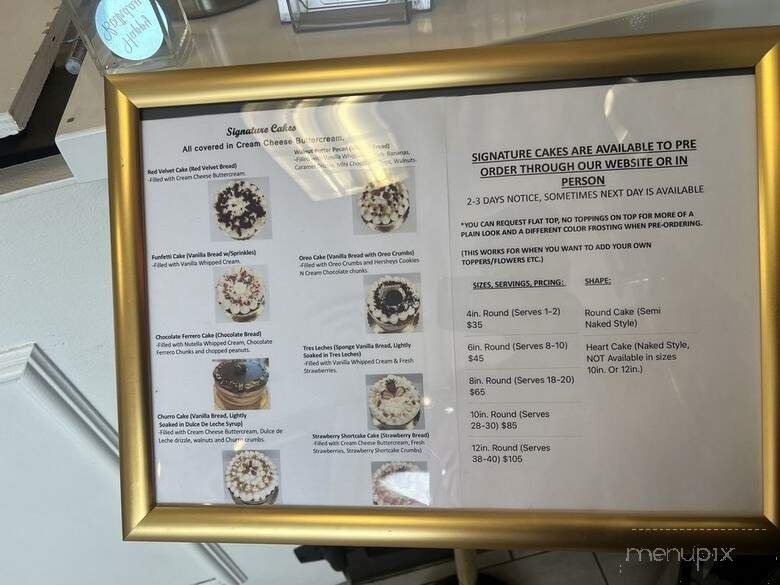 Signature Cakes
All covered in Cream Cheese Buttercream.
Red Velvet Cake (Red Velvet Bread)
-Filled with Cream Cheese Buttercream.
Funfetti Cake (Vanilla Bread w/Sprinkles)
-Filled with Vanilla Whipped Cream.
Chocolate Ferrero Cake (Chocolate Bread)
-Filled with Nutella Whipped Cream, Chocolate
Ferrero Chunks and chopped peanuts.
Churro Cake (Vanilla Bread, Lightly
Soaked in Dulce De Leche Syrup)
-Filled with Cream Cheese Buttercream, Dulce de
Leche drizzle, walnuts and Churro crumbs.
Walnut Butter Pecan Bread)
-Filled Vanilla Whipped Bananas,
Caramel Mini Walnuts.
Oreo Cake (Vanilla Bread with Oreo Crumbs)
-Filled with Oreo Crumbs and Hersheys Cookies
N Cream Chocolate chunks.
Tres Leches (Sponge Vanilla Bread, Lightly
Soaked in Tres Leches)
-Filled with Vanilla Whipped Cream & Fresh
Strawberries.
Strawberry Shortcake Cake (Strawberry Bread)
-Filled with Cream Cheese Buttercream, Fresh
Strawberries, Strawberry Shortcake Crumbs)
SIGNATURE CAKES ARE AVAILABLE TO PRE
ORDER THROUGH OUR WEBSITE OR IN
PERSON
2-3 DAYS NOTICE, SOMETIMES NEXT DAY IS AVAILABLE
*YOU CAN REQUEST FLAT TOP, NO TOPPINGS ON TOP FOR MORE OF A
PLAIN LOOK AND A DIFFERENT COLOR FROSTING WHEN PRE-ORDERING.
(THIS WORKS FOR WHEN YOU WANT TO ADD YOUR OWN
TOPPERS/FLOWERS ETC.)
SIZES, SERVINGS, PRCING: SHAPE:
4in. Round (Serves 1-2)
$35
Round Cake (Semi
Naked Style)
6in. Round (Serves 8-10)
$45
Heart Cake (Naked Style,
NOT Available in sizes
10in. Or 12in.)
8in. Round (Serves 18-20)
$65
10in. Round (Serves
28-30) $85
12in. Round (Serves
38-40) $105
menupix